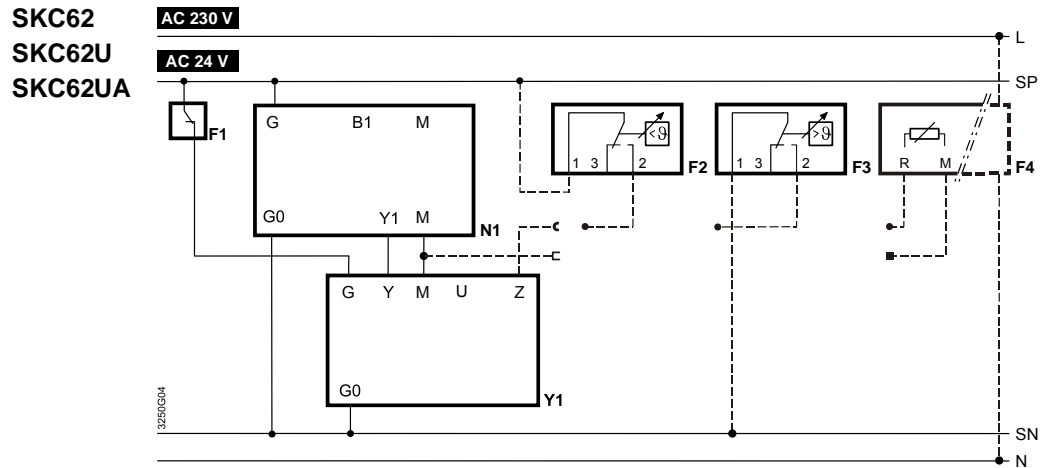 SKC62
SKC62U
SKC62UA
AC 230 V
L
AC 24 V
SP
F1
G B1 M
G0 Y1 M
N1
<ϑ
1 3 2
F2
>ϑ
1 3 2
F3
R M
F4
G Y M U Z
G0
Y1
3250G04
SN
N